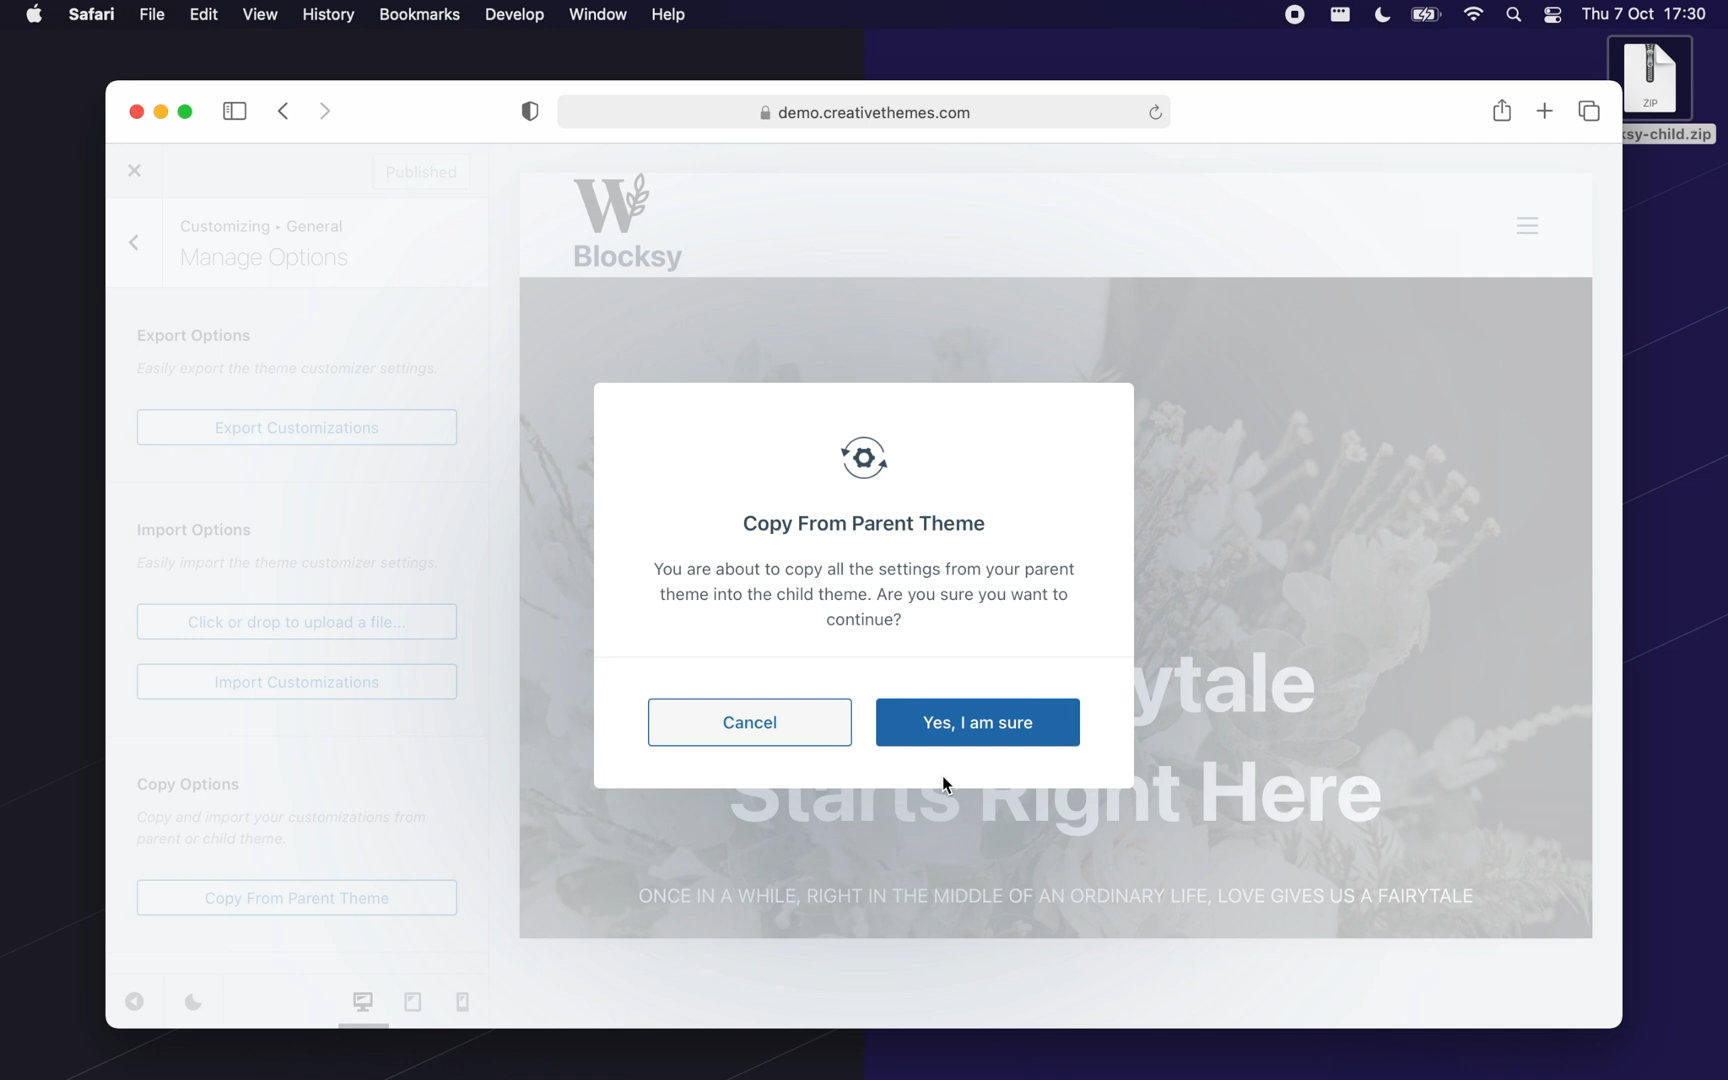 Safari File Edit View History Bookmarks Develop Window Help
Thu 7 Oct 17:30
ZIP
sy-child.zip
demo.creativethemes.com
Published
Customizing • General
Manage Options
Export Options
Easily export the theme customizer settings.
Export Customizations
Import Options
Easily import the theme customizer settings.
Click or drop to upload a file...
Import Customizations
Copy Options
Copy and import your customizations from
parent or child theme.
Copy From Parent Theme
W
Blocksy
Copy From Parent Theme
You are about to copy all the settings from your parent
theme into the child theme. Are you sure you want to
continue?
Cancel
Yes, I am sure
ytale
Starts Right Here
ONCE IN A WHILE, RIGHT IN THE MIDDLE OF AN ORDINARY LIFE, LOVE GIVES US A FAIRYTALE